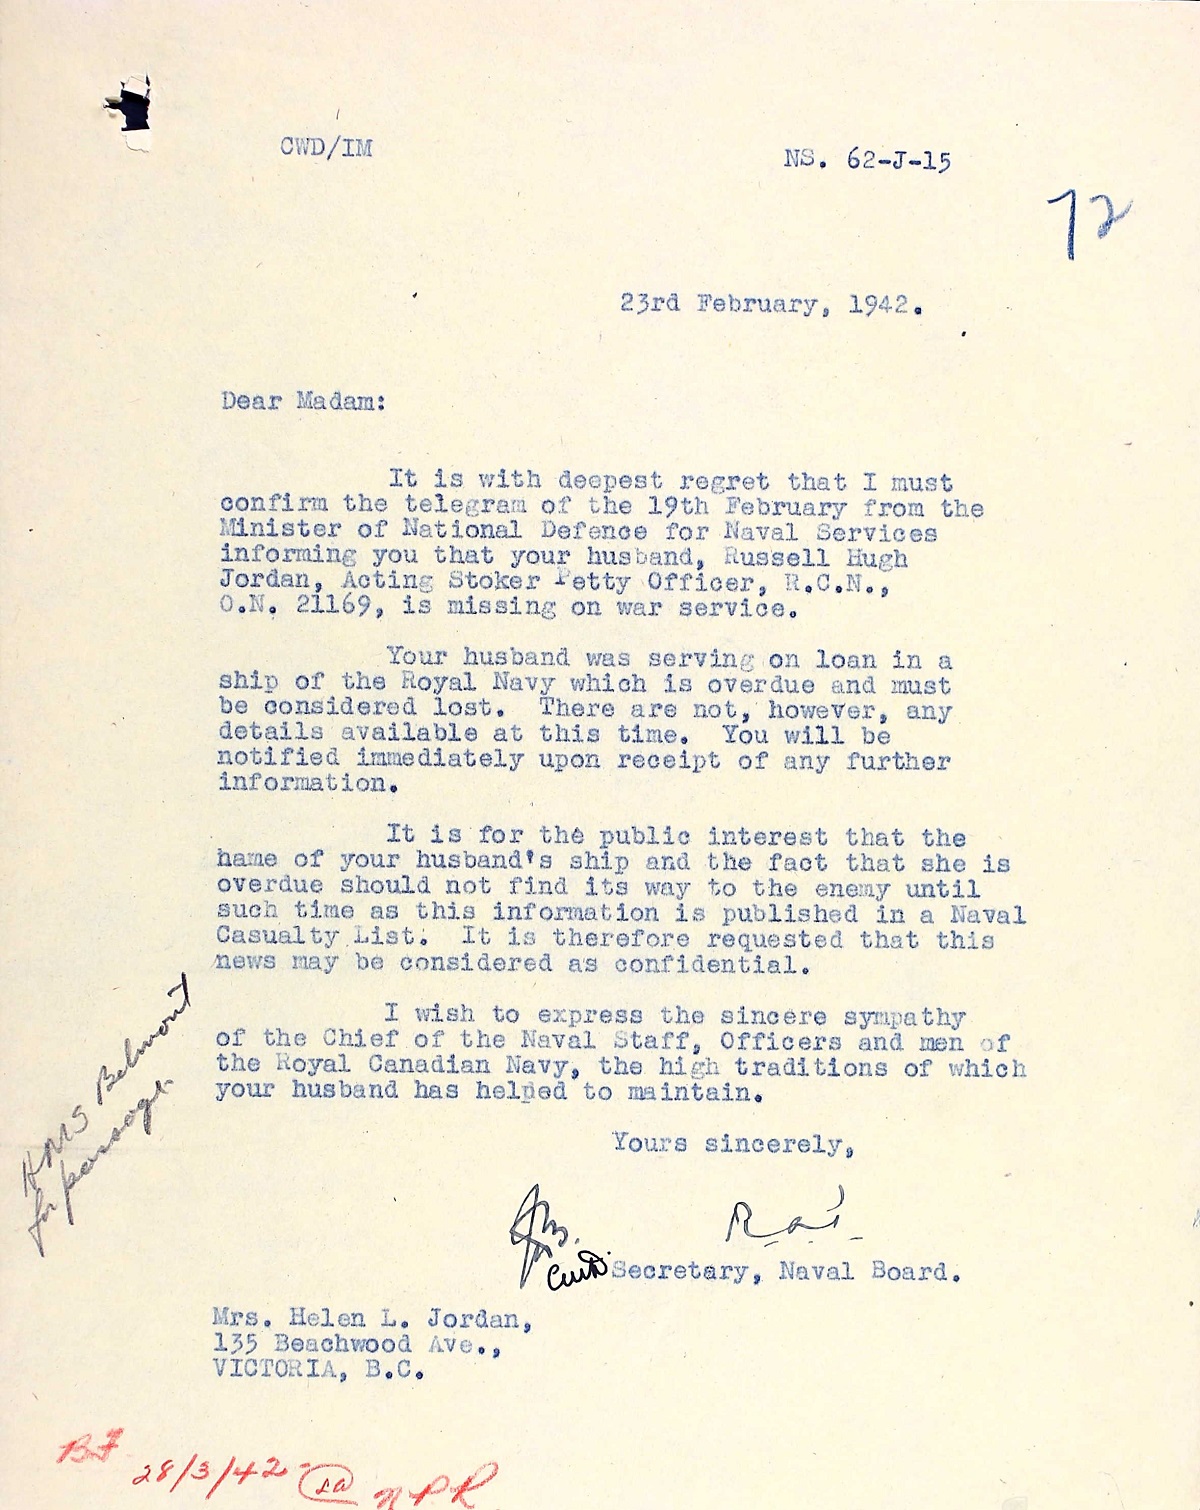 CWD/IM
NS. 62-J-15
72
23rd February, 1942.
Dear Madam:
It is with deepest regret that I must
confirm the telegram of the 19th February from the
Minister of National Defence for Naval Services
informing you that your husband, Russell Hugh
Jordan, Acting Stoker Petty Officer, R.C.N.,
O.N. 21169, is missing on war service.
Your husband was serving on loan in a
ship of the Royal Navy which is overdue and must
be considered lost. There are not, however, any
details available at this time. You will be
notified immediately upon receipt of any further
information.
It is for the public interest that the
name of your husband's ship and the fact that she is
overdue should not find its way to the enemy until
such time as this information is published in a Naval
Casualty List. It is therefore requested that this
news may be considered as confidential.
I wish to express the sincere sympathy
of the Chief of the Naval Staff, Officers and men of
the Royal Canadian Navy, the high traditions of which
your husband has helped to maintain.
HMS Belmont
for passage
Yours sincerely,
Secretary, Naval Board.
Mrs. Helen L. Jordan,
135 Beachwood Ave.,
VICTORIA, B.C.
BF
28/3/42
NPR